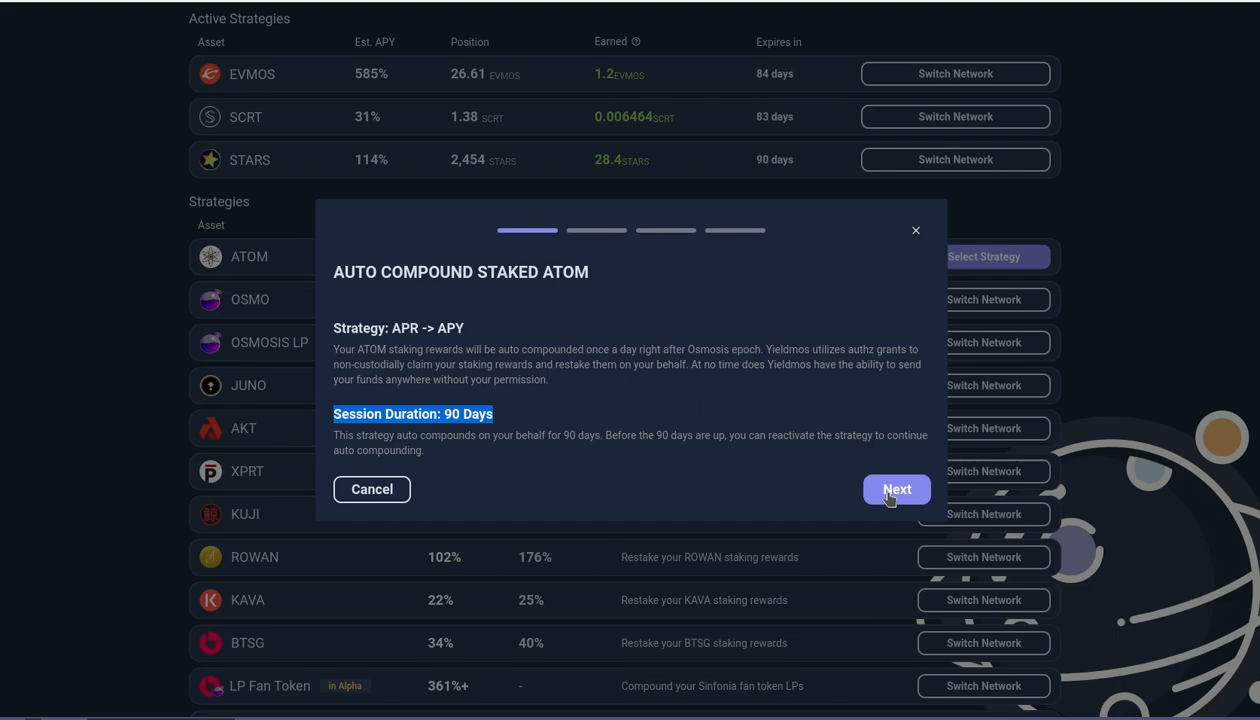 Active Strategies
Asset Est. APY Position Earned Expires in
EVMOS 585% 26.61 EVMOS 1.2EVMOS 84 days Switch Network
SCRT 31% 1.38 SCRT 0.006464SCRT 83 days Switch Network
STARS 114% 2,454 STARS 28.4STARS 90 days Switch Network
Strategies
Asset
ATOM Select Strategy
OSMO Switch Network
OSMOSIS LP Switch Network
JUNO Switch Network
AKT Switch Network
XPRT Switch Network
KUJI Switch Network
ROWAN 102% 176% Restake your ROWAN staking rewards Switch Network
KAVA 22% 25% Restake your KAVA staking rewards Switch Network
BTSG 34% 40% Restake your BTSG staking rewards Switch Network
LP Fan Token in Alpha 361%+ - Compound your Sinfonia fan token LPs Switch Network
AUTO COMPOUND STAKED ATOM
Strategy: APR -> APY
Your ATOM staking rewards will be auto compounded once a day right after Osmosis epoch. Yieldmos utilizes authz grants to
non-custodially claim your staking rewards and restake them on your behalf. At no time does Yieldmos have the ability to send
your funds anywhere without your permission.
Session Duration: 90 Days
This strategy auto compounds on your behalf for 90 days. Before the 90 days are up, you can reactivate the strategy to continue
auto compounding.
Cancel Next